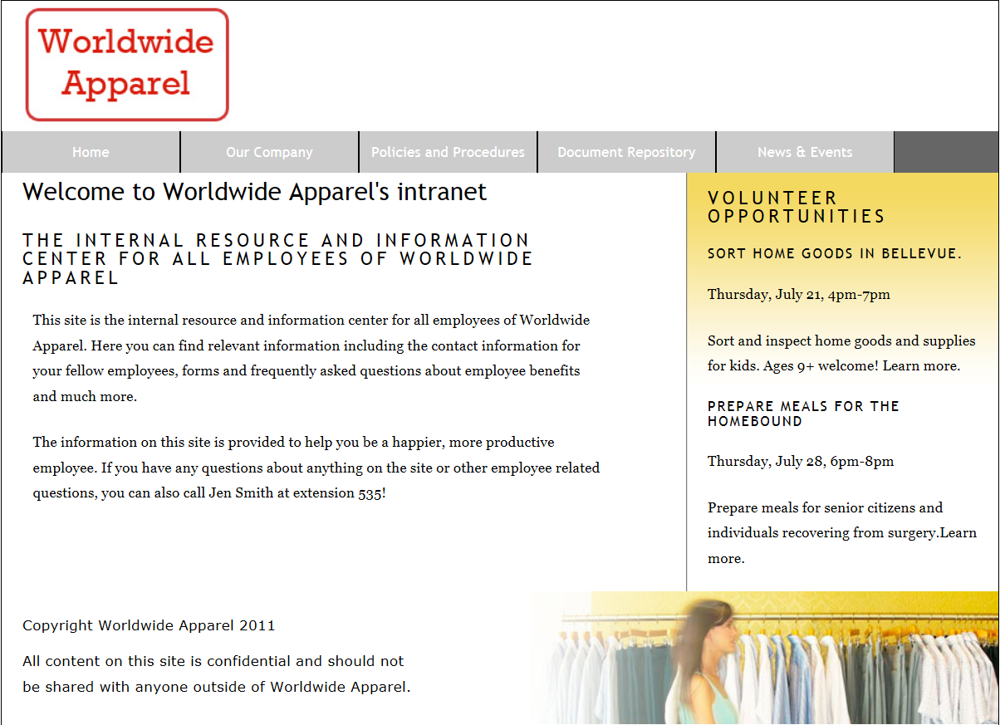 Worldwide
Apparel
Home
Our Company
Policies and Procedures
Document Repository
News & Events
Welcome to Worldwide Apparel's intranet
THE INTERNAL RESOURCE AND INFORMATION
CENTER FOR ALL EMPLOYEES OF WORLDWIDE
APPAREL
This site is the internal resource and information center for all employees of Worldwide
Apparel. Here you can find relevant information including the contact information for
your fellow employees, forms and frequently asked questions about employee benefits
and much more.
The information on this site is provided to help you be a happier, more productive
employee. If you have any questions about anything on the site or other employee related
questions, you can also call Jen Smith at extension 535!
VOLUNTEER
OPPORTUNITIES
SORT HOME GOODS IN BELLEVUE.
Thursday, July 21, 4pm-7pm
Sort and inspect home goods and supplies
for kids. Ages 9+ welcome! Learn more.
PREPARE MEALS FOR THE
HOMEBOUND
Thursday, July 28, 6pm-8pm
Prepare meals for senior citizens and
individuals recovering from surgery.Learn
more.
Copyright Worldwide Apparel 2011
All content on this site is confidential and should not
be shared with anyone outside of Worldwide Apparel.